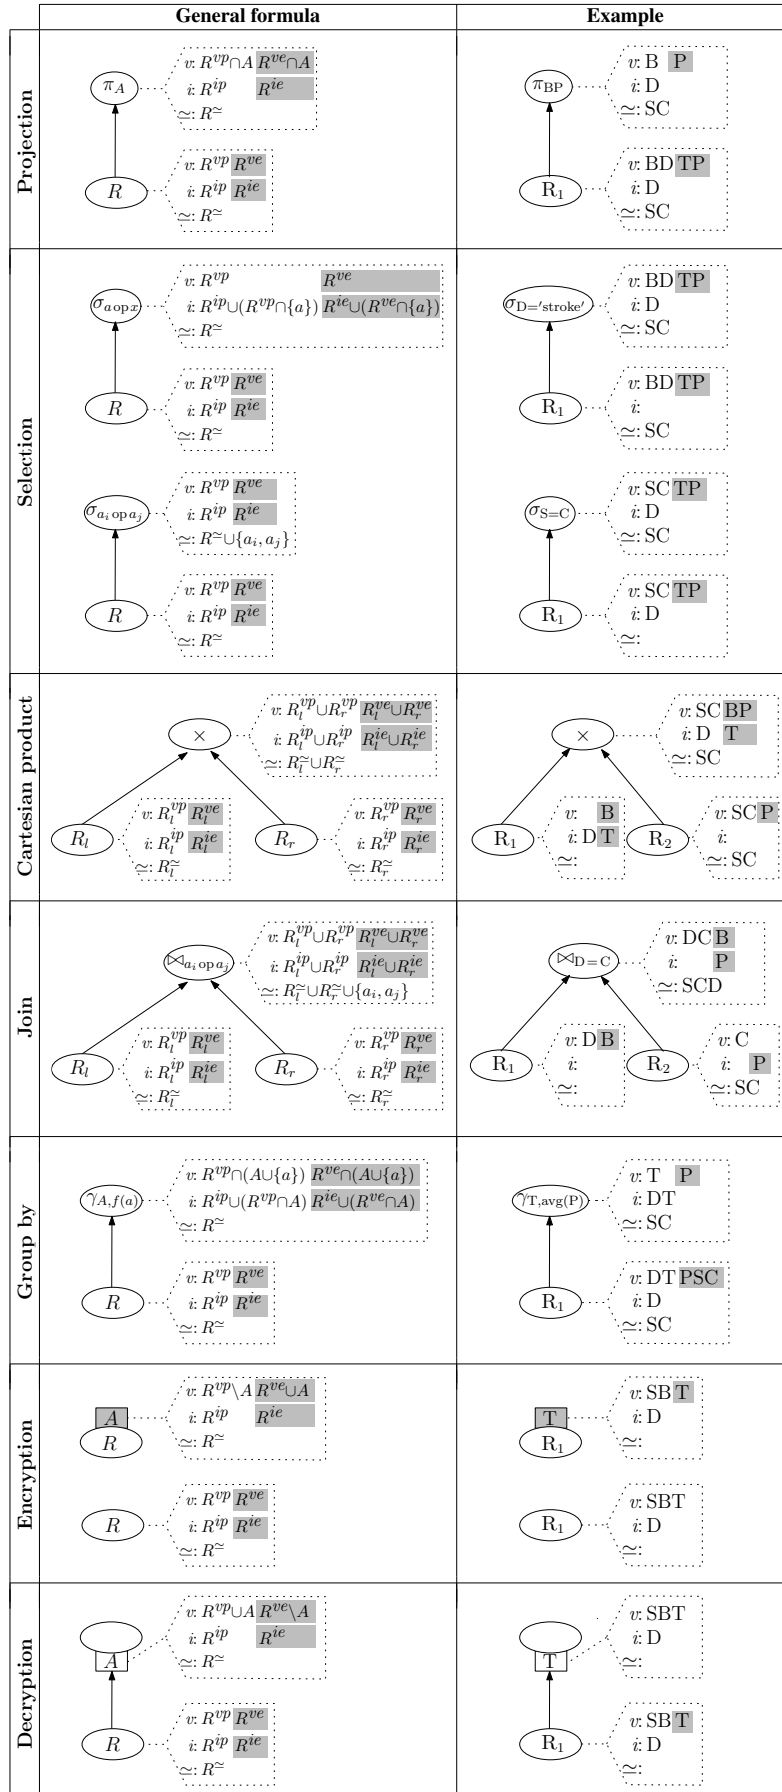 General formula Example
Projection
π_A
v: R^vp∩A R^ve∩A
i: R^ip R^ie
≃: R^≃
R
v: R^vp R^ve
i: R^ip R^ie
≃: R^≃
π_BP
v: B P
i: D
≃: SC
R_1
v: BD TP
i: D
≃: SC
Selection
σ_a op x
v: R^vp R^ve
i: R^ip∪(R^vp∩{a}) R^ie∪(R^ve∩{a})
≃: R^≃
R
v: R^vp R^ve
i: R^ip R^ie
≃: R^≃
σ_D='stroke'
v: BD TP
i: D
≃: SC
R_1
v: BD TP
i:
≃: SC
σ_a_i op a_j
v: R^vp R^ve
i: R^ip R^ie
≃: R^≃∪{a_i, a_j}
R
v: R^vp R^ve
i: R^ip R^ie
≃: R^≃
σ_S=C
v: SC TP
i: D
≃: SC
R_1
v: SC TP
i: D
≃:
Cartesian product
×
v: R_l^vp∪R_r^vp R_l^ve∪R_r^ve
i: R_l^ip∪R_r^ip R_l^ie∪R_r^ie
≃: R_l^≃∪R_r^≃
R_l
v: R_l^vp R_l^ve
i: R_l^ip R_l^ie
≃: R_l^≃
R_r
v: R_r^vp R_r^ve
i: R_r^ip R_r^ie
≃: R_r^≃
×
v: SC BP
i: D T
≃: SC
R_1
v: B
i: D T
≃:
R_2
v: SC P
i:
≃: SC
Join
⋈_a_i op a_j
v: R_l^vp∪R_r^vp R_l^ve∪R_r^ve
i: R_l^ip∪R_r^ip R_l^ie∪R_r^ie
≃: R_l^≃∪R_r^≃∪{a_i, a_j}
R_l
v: R_l^vp R_l^ve
i: R_l^ip R_l^ie
≃: R_l^≃
R_r
v: R_r^vp R_r^ve
i: R_r^ip R_r^ie
≃: R_r^≃
⋈_D=C
v: DC B
i: P
≃: SCD
R_1
v: D B
i:
≃:
R_2
v: C
i: P
≃: SC
Group by
γ_A,f(a)
v: R^vp∩(A∪{a}) R^ve∩(A∪{a})
i: R^ip∪(R^vp∩A) R^ie∪(R^ve∩A)
≃: R^≃
R
v: R^vp R^ve
i: R^ip R^ie
≃: R^≃
γ_T,avg(P)
v: T P
i: DT
≃: SC
R_1
v: DT PSC
i: D
≃: SC
Encryption
A
R
v: R^vp\A R^ve∪A
i: R^ip R^ie
≃: R^≃
R
v: R^vp R^ve
i: R^ip R^ie
≃: R^≃
T
R_1
v: SB T
i: D
≃:
R_1
v: SBT
i: D
≃:
Decryption
A
v: R^vp∪A R^ve\A
i: R^ip R^ie
≃: R^≃
R
v: R^vp R^ve
i: R^ip R^ie
≃: R^≃
T
v: SBT
i: D
≃:
R_1
v: SB T
i: D
≃: